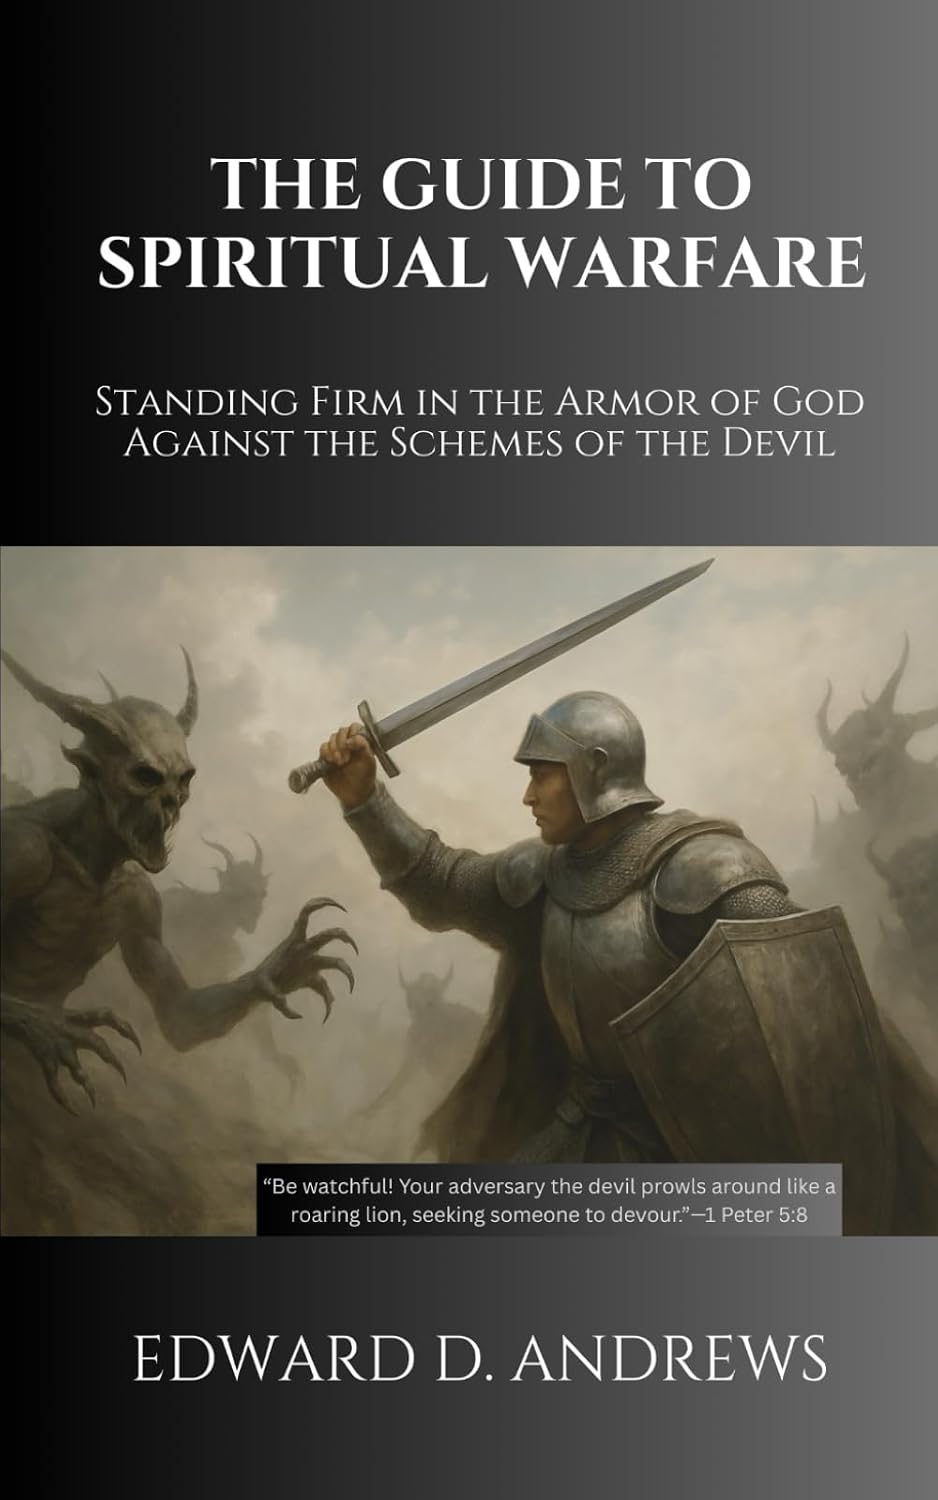 THE GUIDE TO
SPIRITUAL WARFARE
STANDING FIRM IN THE ARMOR OF GOD
AGAINST THE SCHEMES OF THE DEVIL
“Be watchful! Your adversary the devil prowls around like a
roaring lion, seeking someone to devour.”—1 Peter 5:8
EDWARD D. ANDREWS